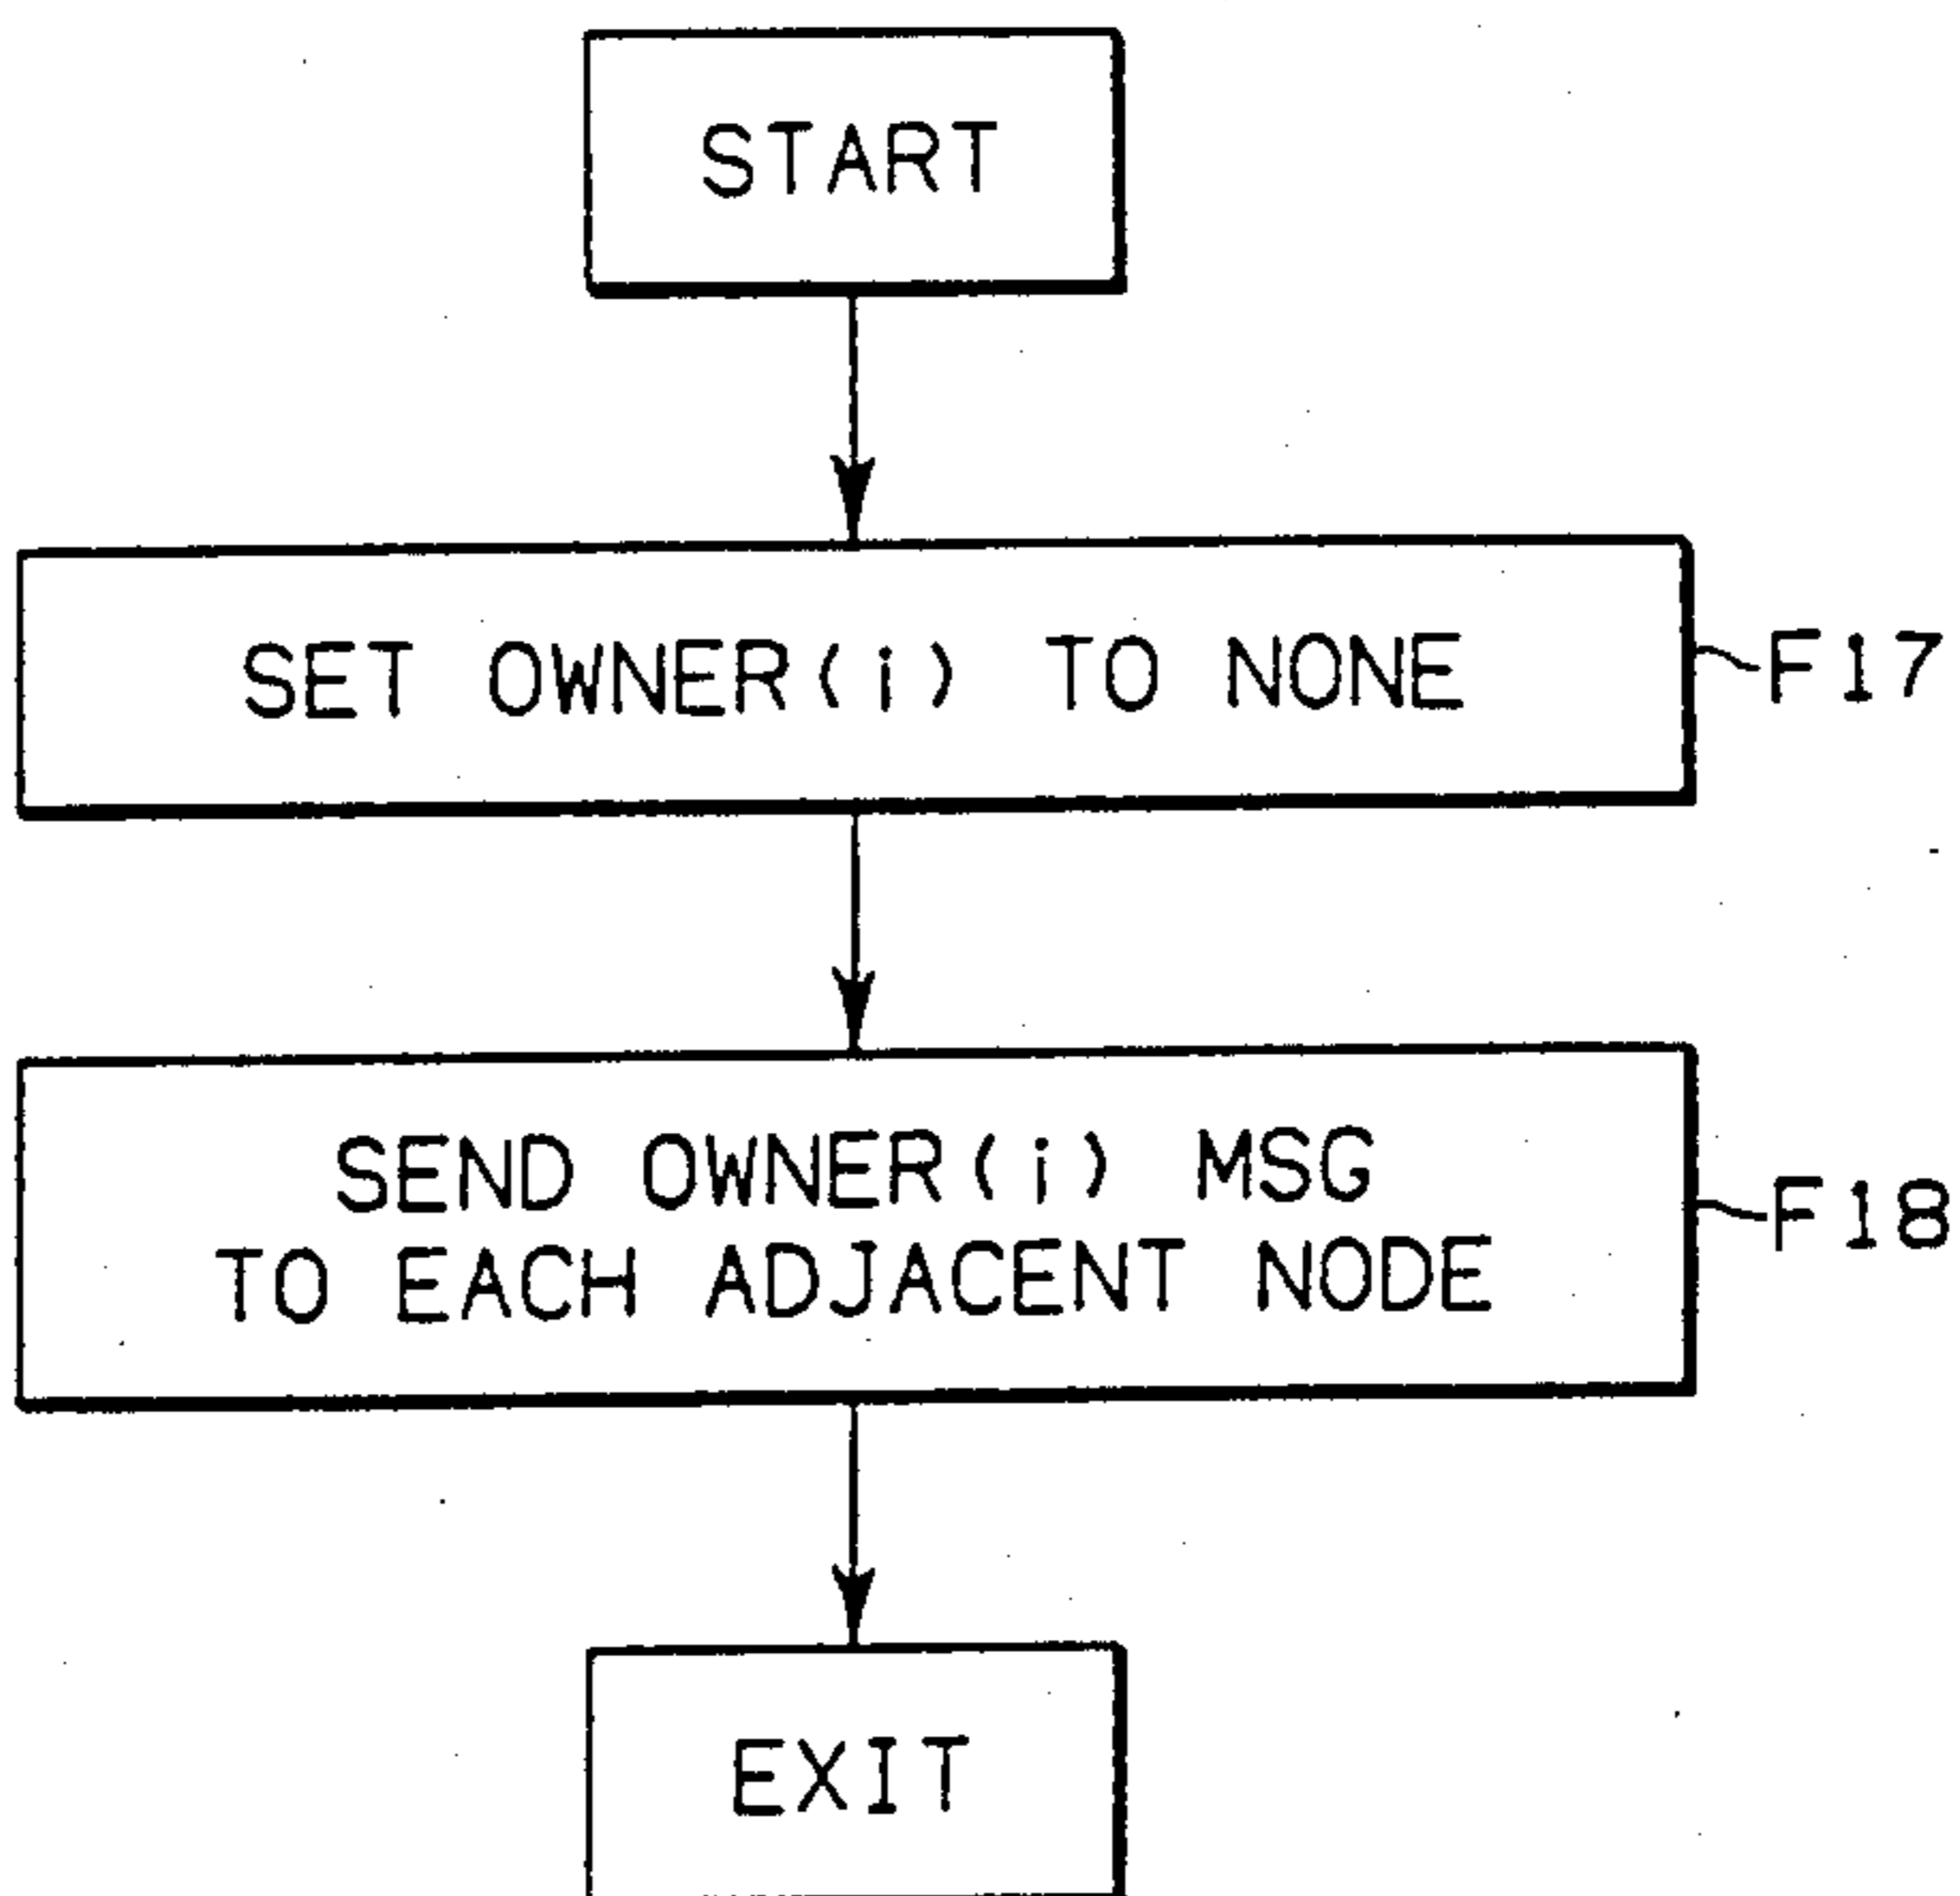 START
SET OWNER(i) TO NONE
F17
SEND OWNER(i) MSG
TO EACH ADJACENT NODE
F18
EXIT